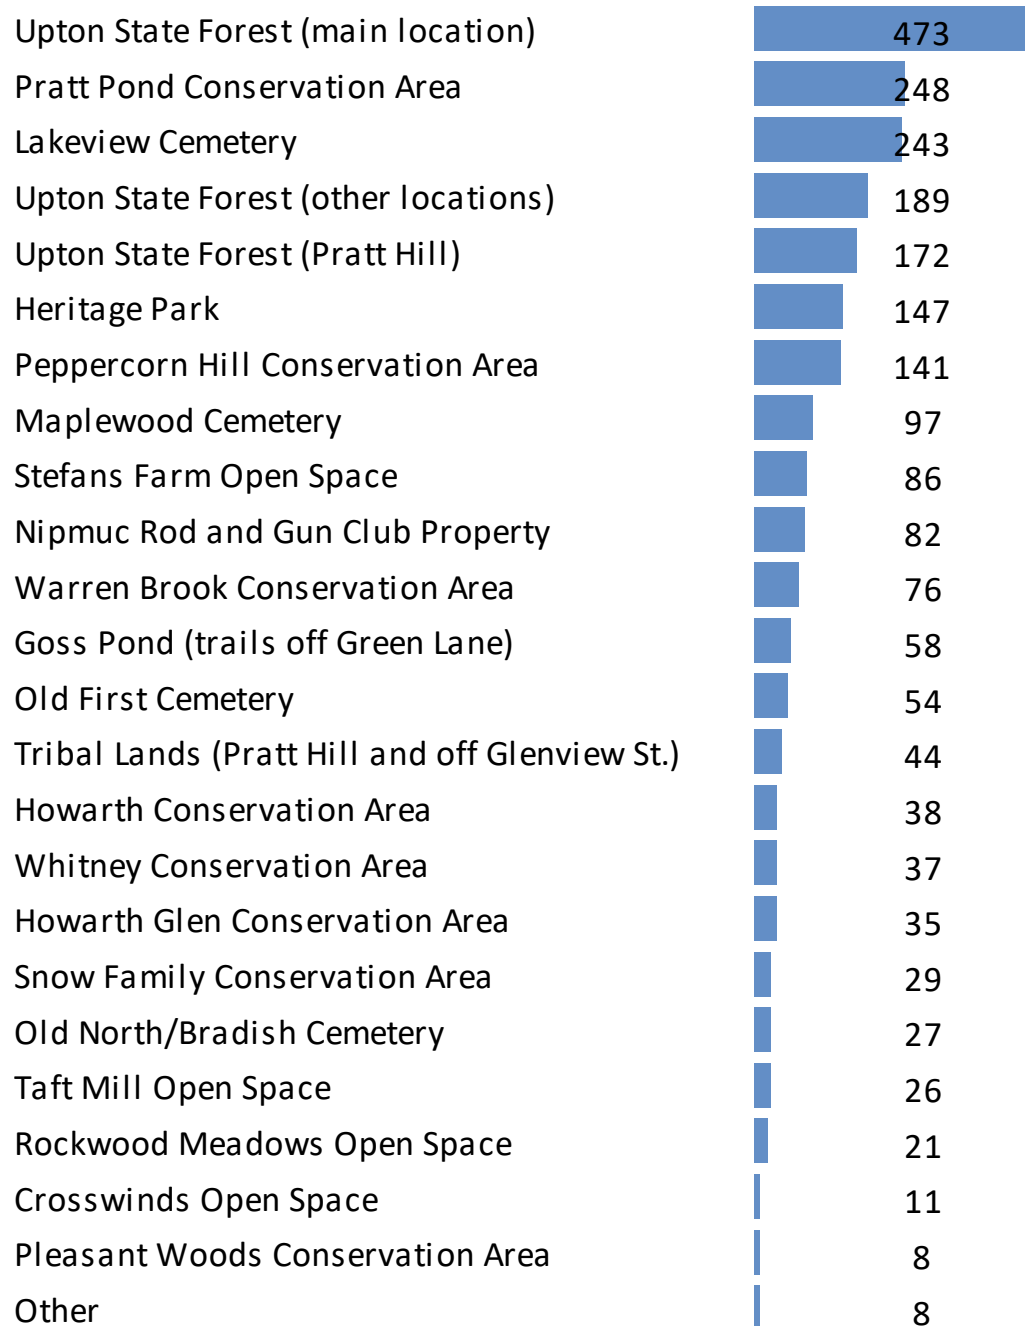 Upton State Forest (main location) 473
Pratt Pond Conservation Area 248
Lakeview Cemetery 243
Upton State Forest (other locations) 189
Upton State Forest (Pratt Hill) 172
Heritage Park 147
Peppercorn Hill Conservation Area 141
Maplewood Cemetery 97
Stefans Farm Open Space 86
Nipmuc Rod and Gun Club Property 82
Warren Brook Conservation Area 76
Goss Pond (trails off Green Lane) 58
Old First Cemetery 54
Tribal Lands (Pratt Hill and off Glenview St.) 44
Howarth Conservation Area 38
Whitney Conservation Area 37
Howarth Glen Conservation Area 35
Snow Family Conservation Area 29
Old North/Bradish Cemetery 27
Taft Mill Open Space 26
Rockwood Meadows Open Space 21
Crosswinds Open Space 11
Pleasant Woods Conservation Area 8
Other 8